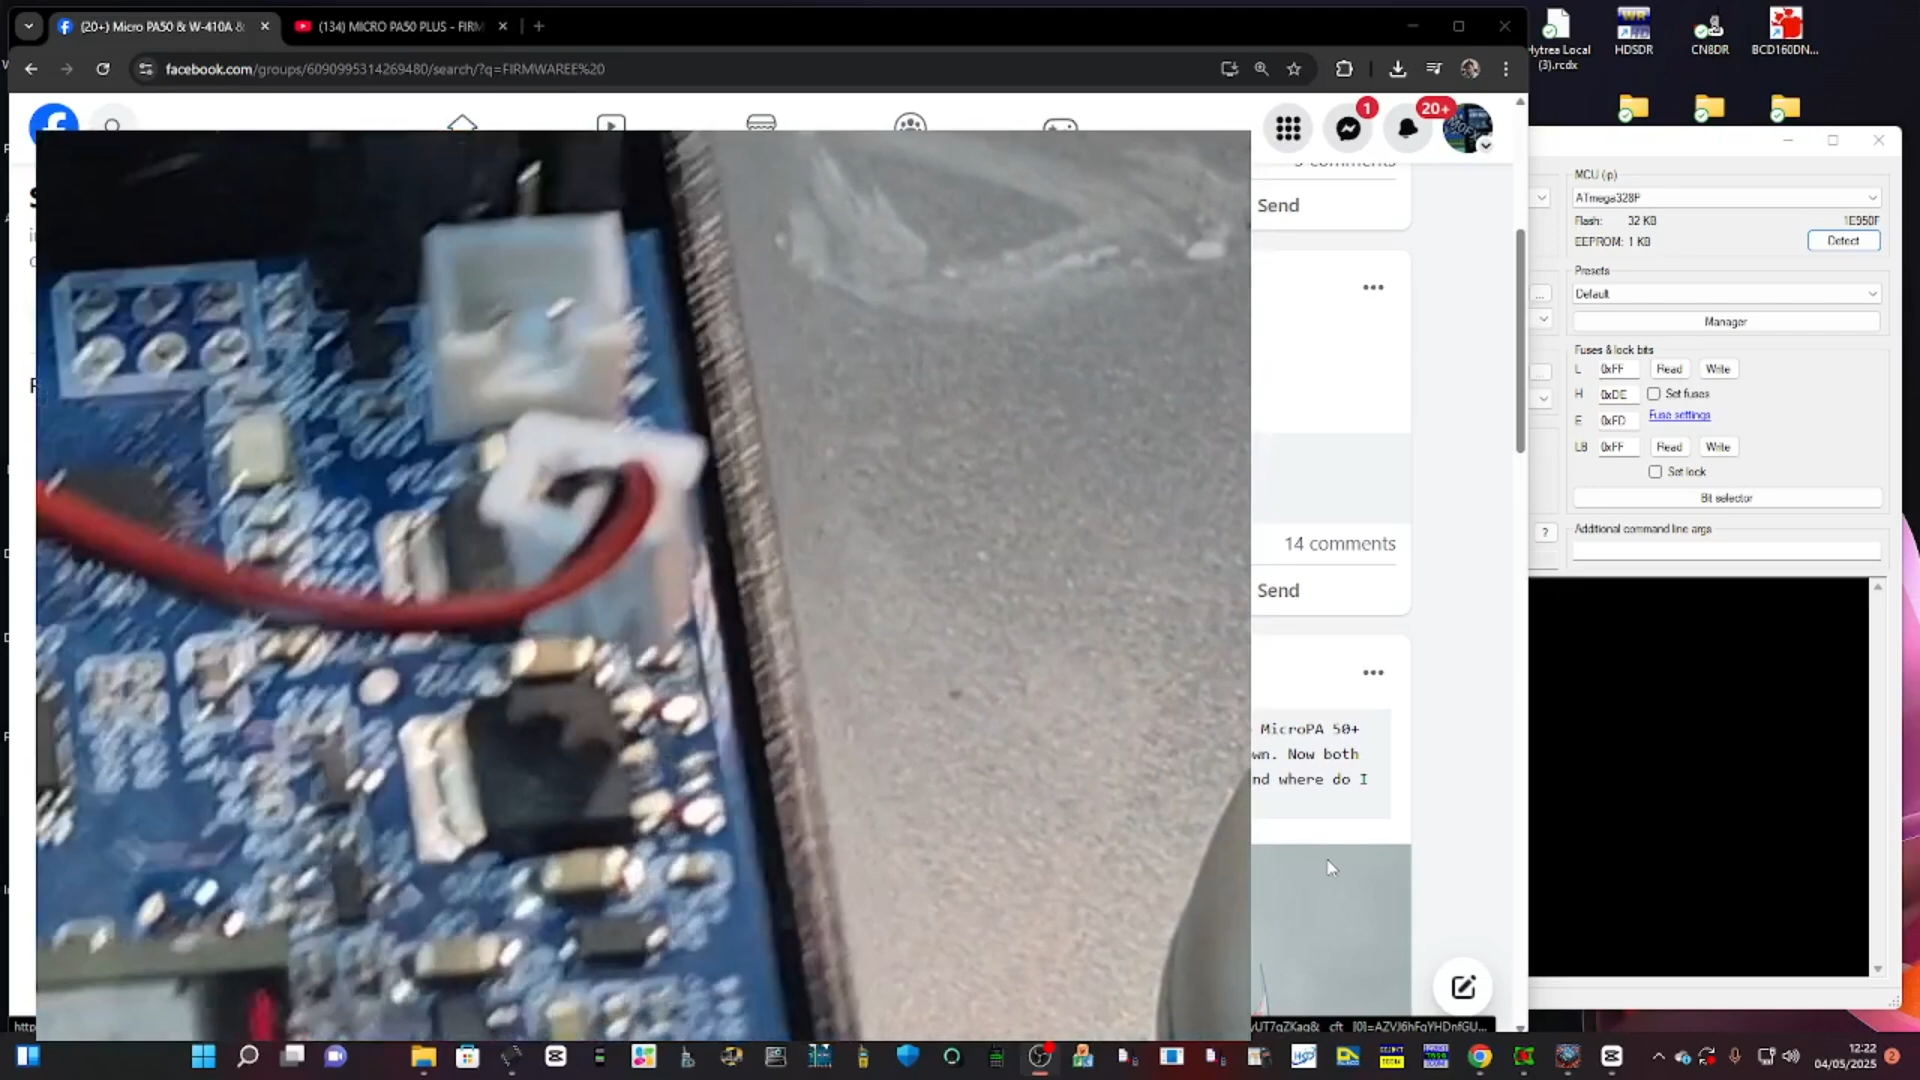 (20+) Micro PA50 & W-410A &
(134) MICRO PA50 PLUS - FIRM
facebook.com/groups/6090995314269480/search/?q=FIRMWAREE%20
1
20+
Send
14 comments
Send
MicroPA 50+
wn. Now both
nd where do I
Hytrea Local
(3).rcdx
HDSDR
CN8DR
BCD160DN...
MCU (-p)
ATmega328P
Flash: 32 KB 1E950F
EEPROM: 1 KB Detect
Presets
Default
Manager
Fuses & lock bits
L 0xFF Read Write
H 0xDE Set fuses
E 0xFD Fuse settings
LB 0xFF Read Write
Set lock
Bit selector
?
Additional command line args
12:22
04/05/2025
2